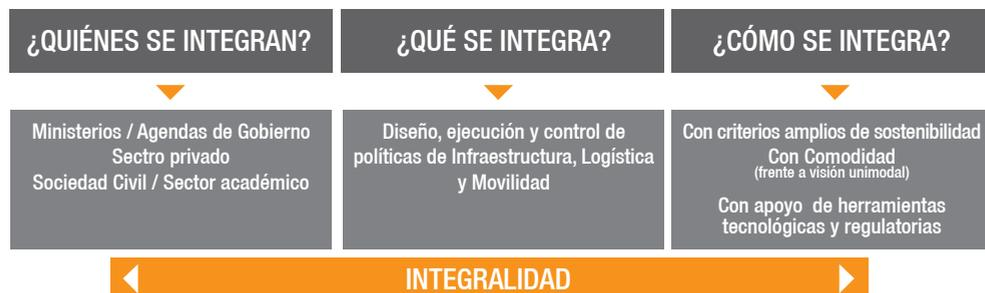 ¿QUIÉNES SE INTEGRAN?
¿QUÉ SE INTEGRA?
¿CÓMO SE INTEGRA?
Ministerios / Agendas de Gobierno
Sectro privado
Sociedad Civil / Sector académico
Diseño, ejecución y control de
políticas de Infraestructura, Logística
y Movilidad
Con criterios amplios de sostenibilidad
Con Comodidad
(frente a visión unimodal)
Con apoyo de herramientas
tecnológicas y regulatorias
INTEGRALIDAD